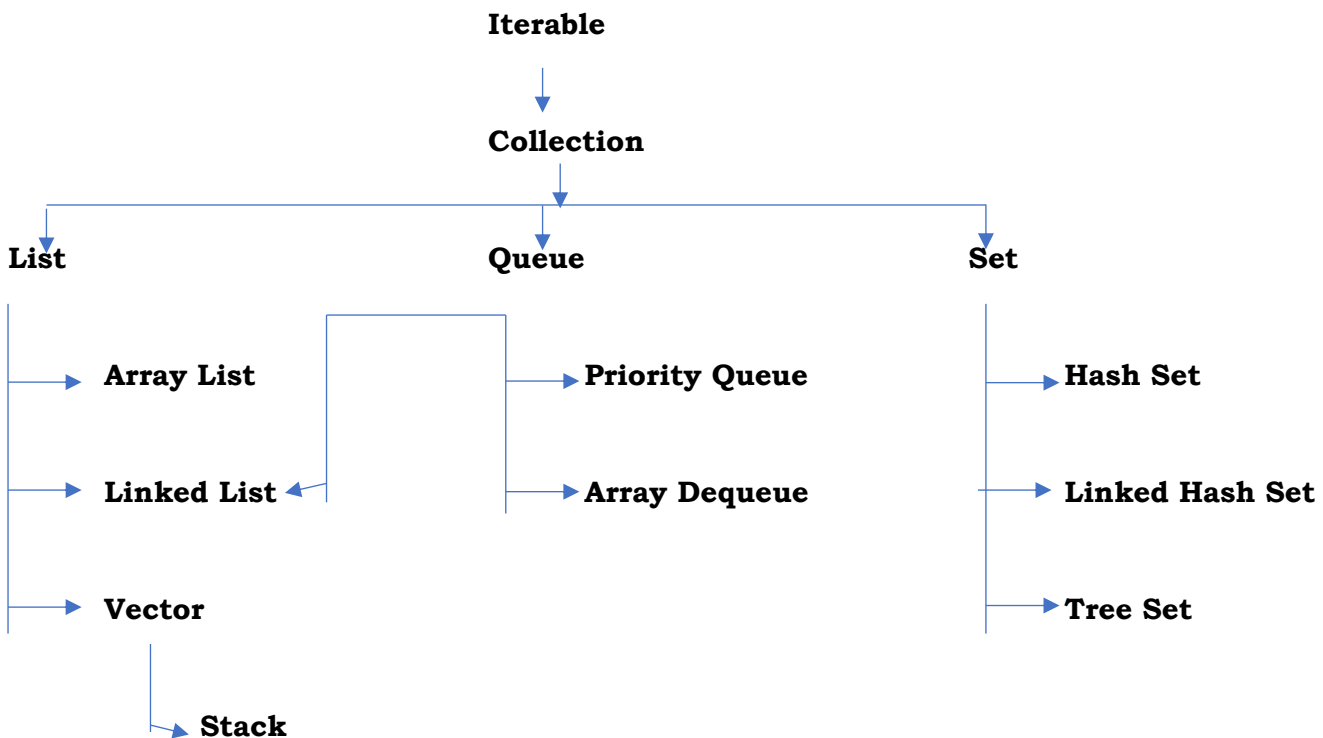 Iterable
Collection
List Queue Set
Array List Priority Queue Hash Set
Linked List Array Dequeue Linked Hash Set
Vector Tree Set
Stack